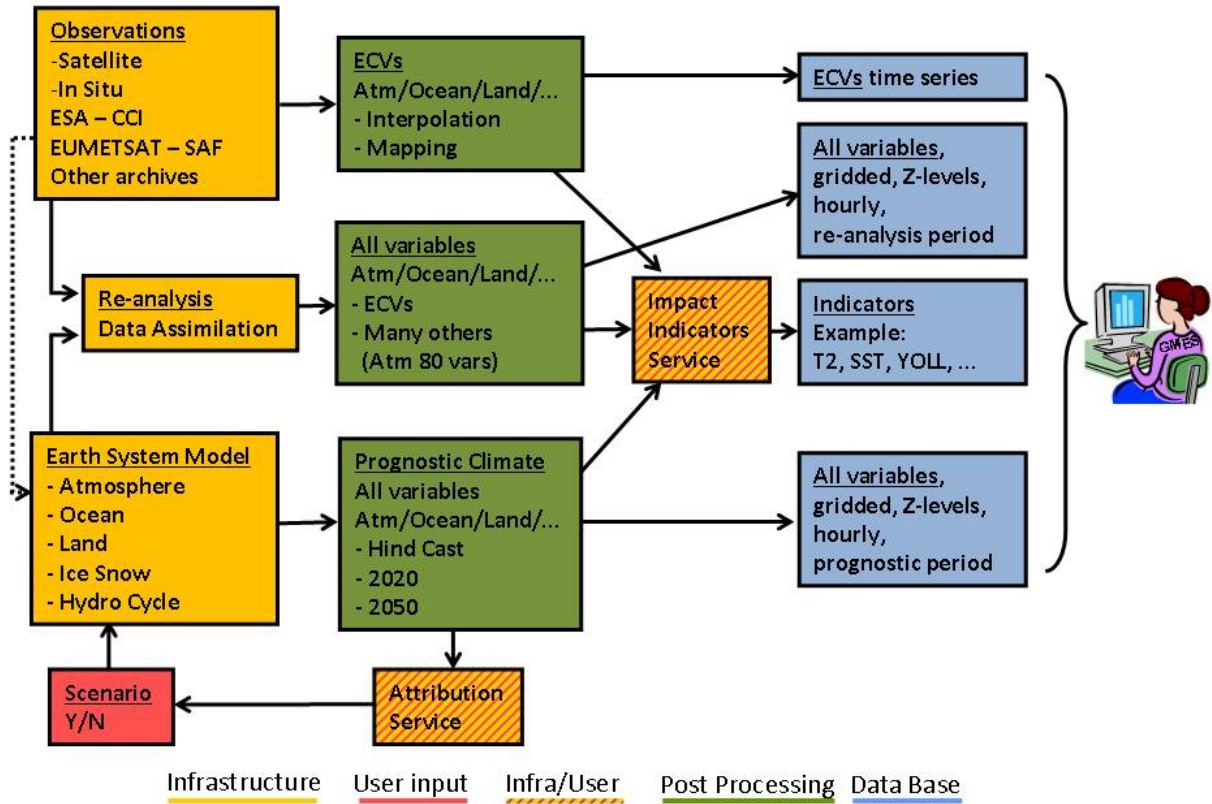 Observations
-Satellite
-In Situ
ESA – CCI
EUMETSAT – SAF
Other archives
ECVs
Atm/Ocean/Land/...
- Interpolation
- Mapping
ECVs time series
All variables,
gridded, Z-levels,
hourly,
re-analysis period
Re-analysis
Data Assimilation
All variables
Atm/Ocean/Land/...
- ECVs
- Many others
(Atm 80 vars)
Impact
Indicators
Service
Indicators
Example:
T2, SST, YOLL, ...
GMES
Earth System Model
- Atmosphere
- Ocean
- Land
- Ice Snow
- Hydro Cycle
Prognostic Climate
All variables
Atm/Ocean/Land/...
- Hind Cast
- 2020
- 2050
All variables,
gridded, Z-levels,
hourly,
prognostic period
Scenario
Y/N
Attribution
Service
Infrastructure User input Infra/User Post Processing Data Base